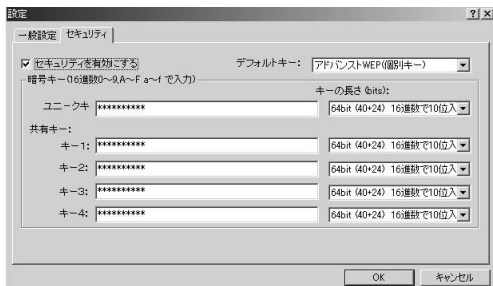 設定
一般設定 セキュリティ
セキュリティを有効にする デフォルトキー: アドバンストWEP(個別キー)
暗号キー(16進数0~9,A~F a~f で入力)
キーの長さ (bits):
ユニークキ ********** 64bit (40+24) 16進数で10位入
共有キー:
キー1: ********** 64bit (40+24) 16進数で10位入
キー2: ********** 64bit (40+24) 16進数で10位入
キー3: ********** 64bit (40+24) 16進数で10位入
キー4: ********** 64bit (40+24) 16進数で10位入
OK キャンセル